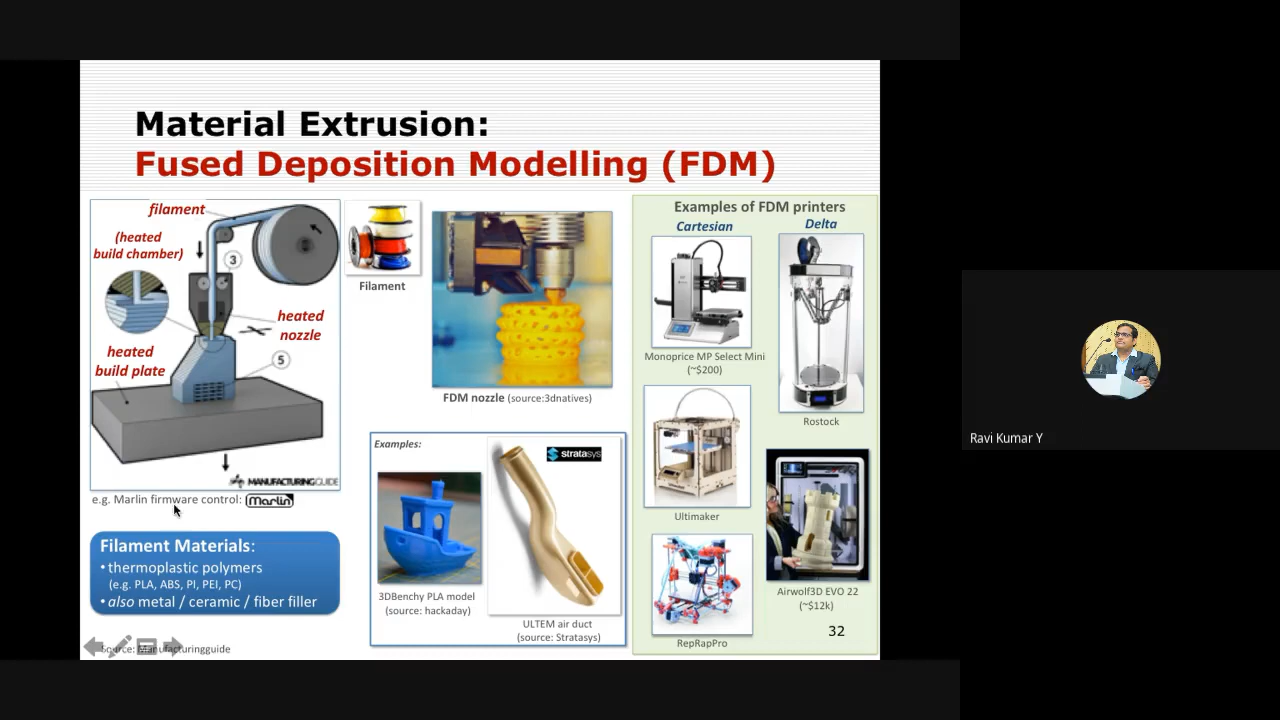 Material Extrusion:
Fused Deposition Modelling (FDM)
filament
(heated
build chamber)
3
heated
nozzle
heated
build plate
5
MANUFACTURINGGUIDE
e.g. Marlin firmware control: Marlin
Filament Materials:
• thermoplastic polymers
(e.g. PLA, ABS, PI, PEI, PC)
• also metal / ceramic / fiber filler
Source: Manufacturingguide
Filament
FDM nozzle (source:3dnatives)
Examples:
stratasys
3DBenchy PLA model
(source: hackaday)
ULTEM air duct
(source: Stratasys)
Examples of FDM printers
Cartesian
Delta
Monoprice MP Select Mini
(~$200)
Rostock
Ultimaker
Airwolf3D EVO 22
(~$12k)
RepRapPro
32
Ravi Kumar Y